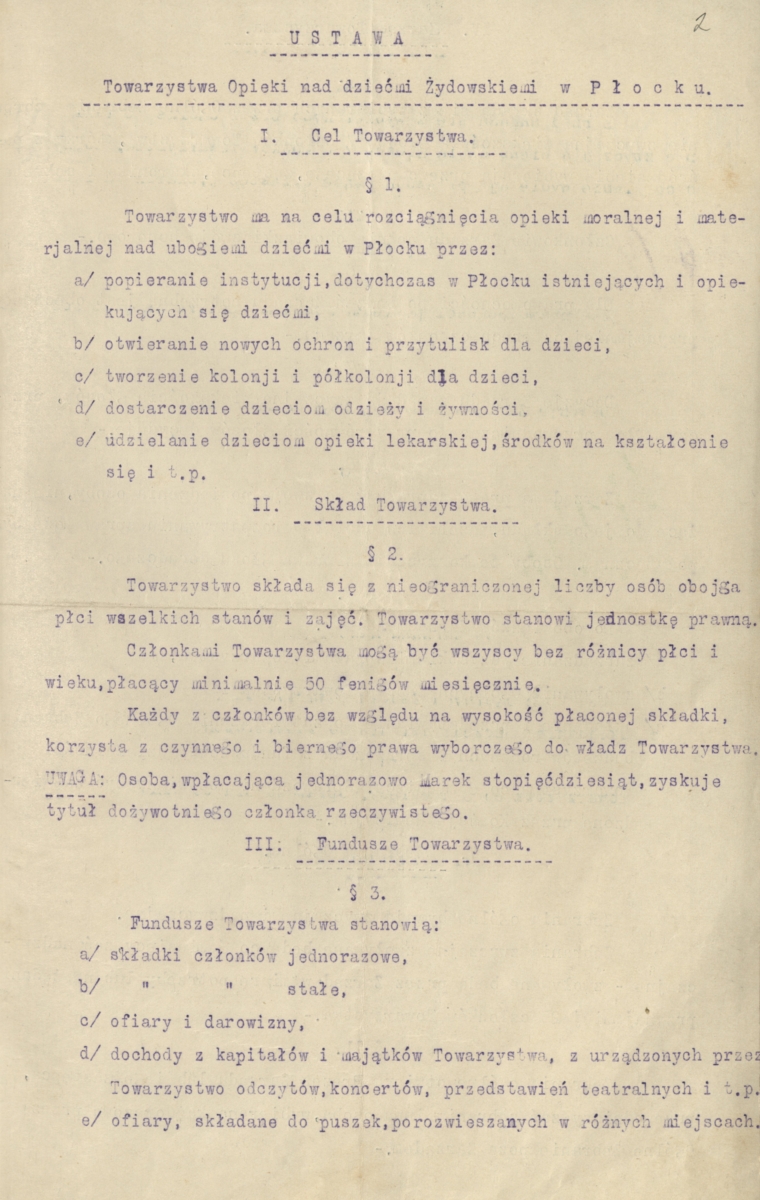 2
USTAWA
Towarzystwa Opieki nad dziećmi Żydowskiemi w Płocku.
I. Cel Towarzystwa.
§ 1.
Towarzystwo ma na celu rozciągnięcia opieki moralnej i mate-
rjalnej nad ubogiemi dziećmi w Płocku przez:
a/ popieranie instytucji,dotychczas w Płocku istniejących i opie-
kujących się dziećmi,
b/ otwieranie nowych ochron i przytulisk dla dzieci,
c/ tworzenie kolonji i półkolonji dla dzieci,
d/ dostarczenie dzieciom odzieży i żywności,
e/ udzielanie dzieciom opieki lekarskiej,środków na kształcenie
się i t.p.
II. Skład Towarzystwa.
§ 2.
Towarzystwo składa się z nieograniczonej liczby osób obojga
płci wszelkich stanów i zajęć. Towarzystwo stanowi jednostkę prawną.
Członkami Towarzystwa mogą być wszyscy bez różnicy płci i
wieku,płacący minimalnie 50 fenigów miesięcznie.
Każdy z członków bez względu na wysokość płaconej składki,
korzysta z czynnego i biernego prawa wyborczego do władz Towarzystwa.
UWAGA: Osoba,wpłacająca jednorazowo Marek stopięćdziesiąt,zyskuje
tytuł dożywotniego członka rzeczywistego.
III. Fundusze Towarzystwa.
§ 3.
Fundusze Towarzystwa stanowią:
a/ składki członków jednorazowe,
b/ " " stałe,
c/ ofiary i darowizny,
d/ dochody z kapitałów i majątków Towarzystwa, z urządzonych przez
Towarzystwo odczytów,koncertów, przedstawień teatralnych i t.p.
e/ ofiary, składane do puszek,porozwieszanych w różnych miejscach.